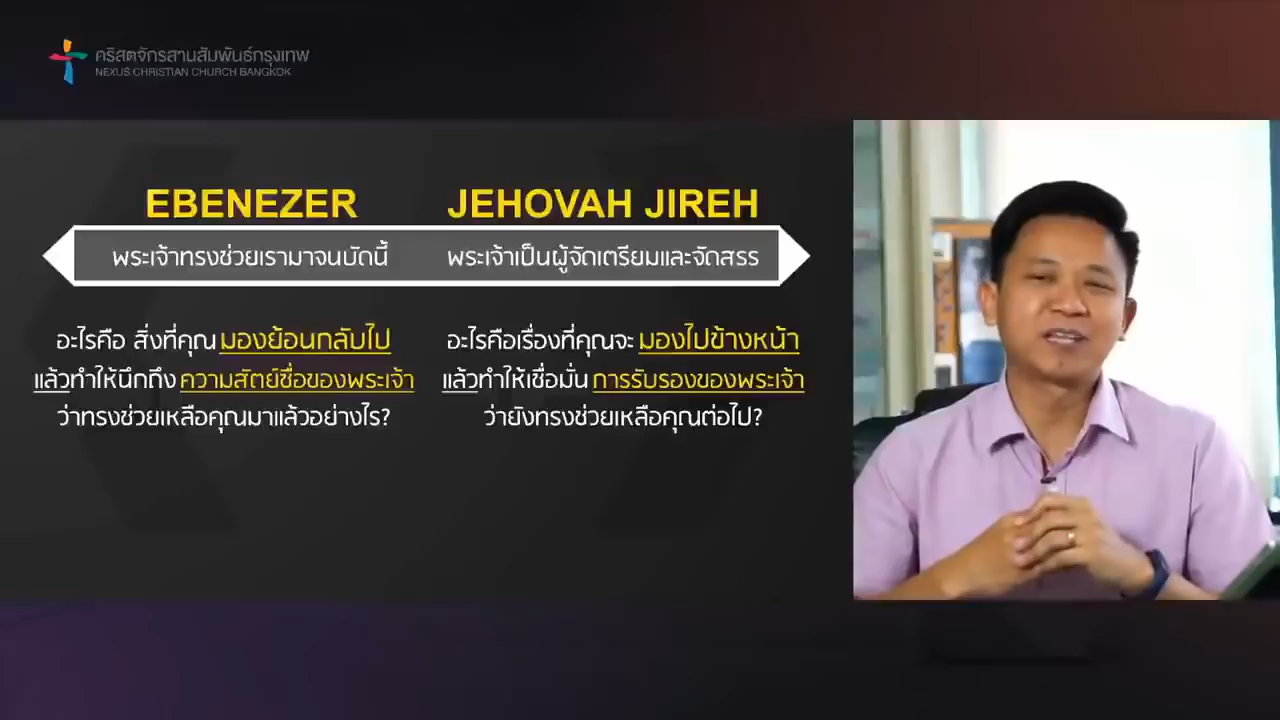 คริสตจักรสานสัมพันธ์กรุงเทพ
NEXUS CHRISTIAN CHURCH BANGKOK
EBENEZER
พระเจ้าทรงช่วยเรามาจนบัดนี้
อะไรคือ สิ่งที่คุณมองย้อนกลับไป
แล้วทำให้นึกถึงความสัตย์ซื่อของพระเจ้า
ว่าทรงช่วยเหลือคุณมาแล้วอย่างไร?
JEHOVAH JIREH
พระเจ้าเป็นผู้จัดเตรียมและจัดสรร
อะไรคือเรื่องที่คุณจะมองไปข้างหน้า
แล้วทำให้เชื่อมั่นการรับรองของพระเจ้า
ว่ายังทรงช่วยเหลือคุณต่อไป?